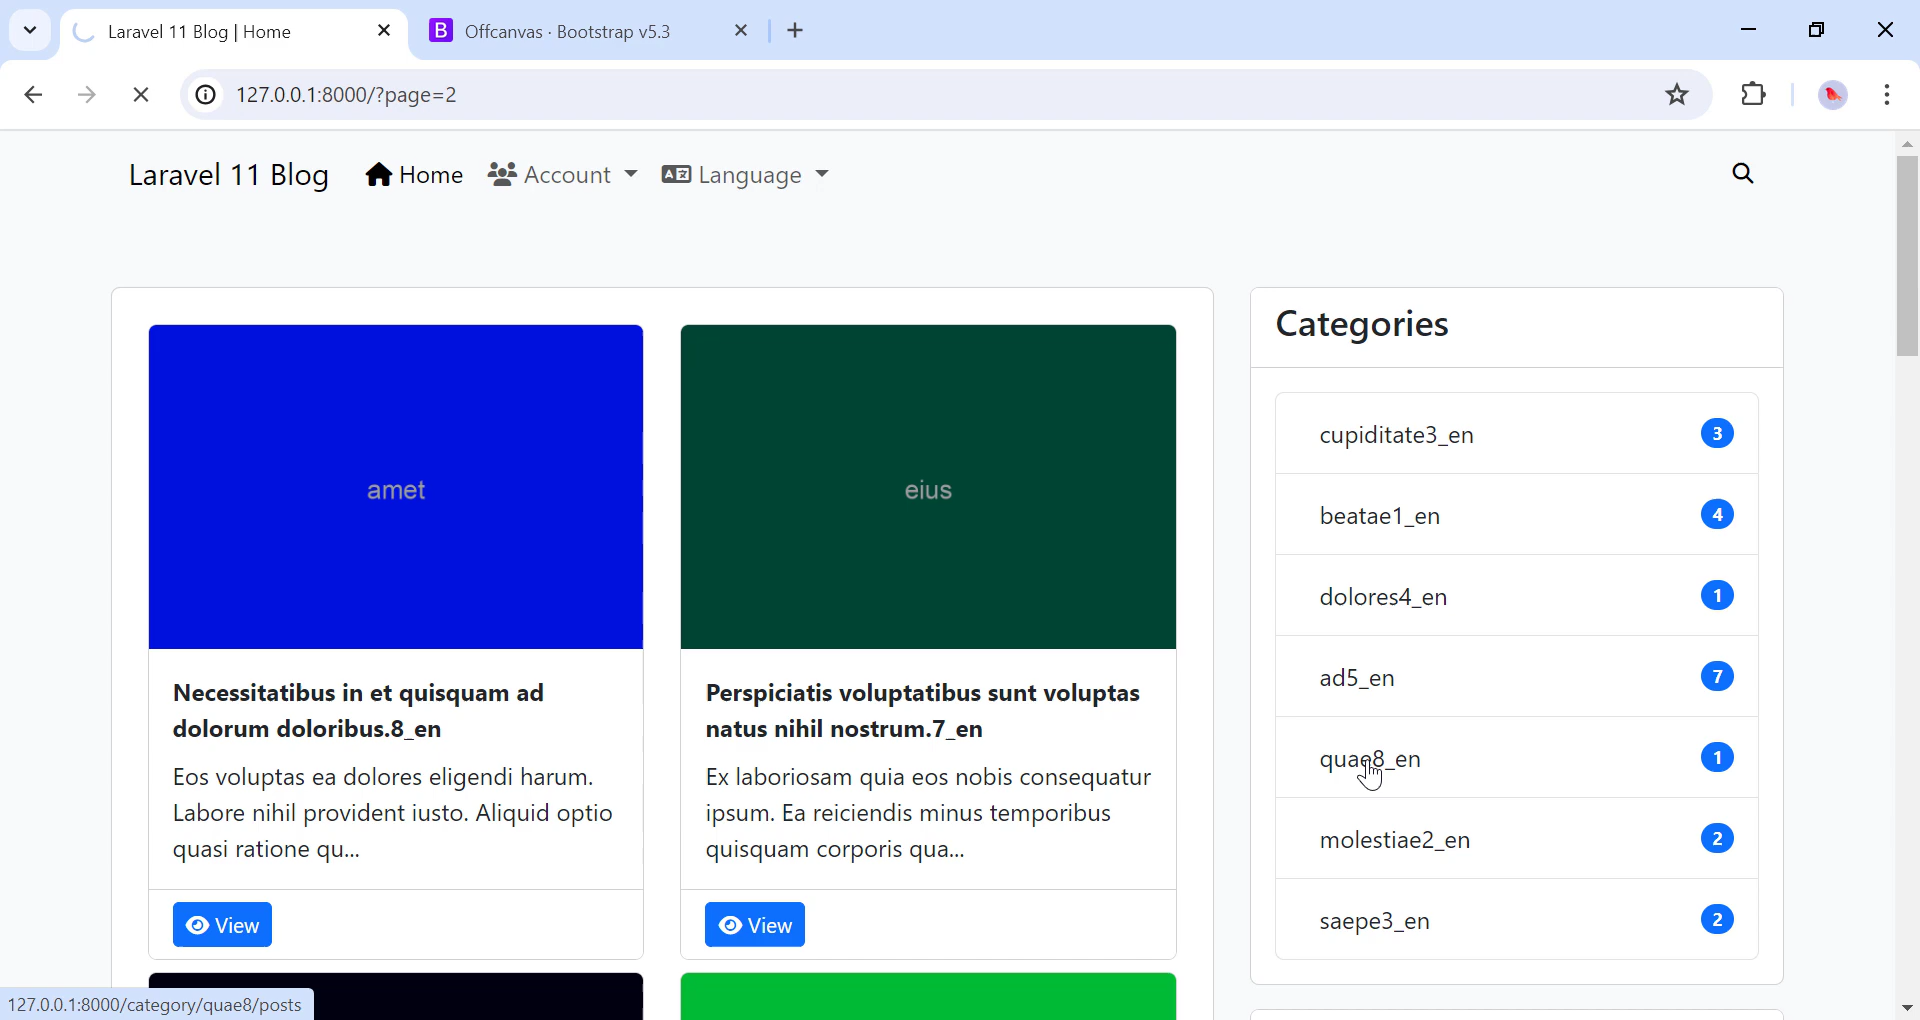 Laravel 11 Blog | Home
Offcanvas · Bootstrap v5.3
127.0.0.1:8000/?page=2
Laravel 11 Blog
Home
Account
Language
amet
Necessitatibus in et quisquam ad
dolorum doloribus.8_en
Eos voluptas ea dolores eligendi harum.
Labore nihil provident iusto. Aliquid optio
quasi ratione qu...
View
eius
Perspiciatis voluptatibus sunt voluptas
natus nihil nostrum.7_en
Ex laboriosam quia eos nobis consequatur
ipsum. Ea reiciendis minus temporibus
quisquam corporis qua...
View
Categories
cupiditate3_en 3
beatae1_en 4
dolores4_en 1
ad5_en 7
quae8_en 1
molestiae2_en 2
saepe3_en 2
127.0.0.1:8000/category/quae8/posts